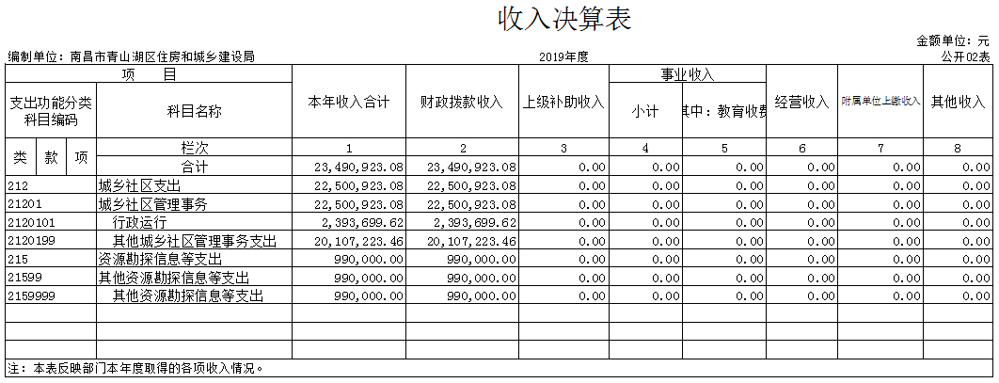 收入决算表
金额单位：元
编制单位：南昌市青山湖区住房和城乡建设局 2019年度 公开02表
项 目 本年收入合计 财政拨款收入 上级补助收入 事业收入 经营收入 附属单位上缴收入 其他收入
支出功能分类科目编码 科目名称 小计 其中：教育收费
类 款 项 栏次 1 2 3 4 5 6 7 8
合计 23,490,923.08 23,490,923.08 0.00 0.00 0.00 0.00 0.00 0.00
212 城乡社区支出 22,500,923.08 22,500,923.08 0.00 0.00 0.00 0.00 0.00 0.00
21201 城乡社区管理事务 22,500,923.08 22,500,923.08 0.00 0.00 0.00 0.00 0.00 0.00
2120101 行政运行 2,393,699.62 2,393,699.62 0.00 0.00 0.00 0.00 0.00 0.00
2120199 其他城乡社区管理事务支出 20,107,223.46 20,107,223.46 0.00 0.00 0.00 0.00 0.00 0.00
215 资源勘探信息等支出 990,000.00 990,000.00 0.00 0.00 0.00 0.00 0.00 0.00
21599 其他资源勘探信息等支出 990,000.00 990,000.00 0.00 0.00 0.00 0.00 0.00 0.00
2159999 其他资源勘探信息等支出 990,000.00 990,000.00 0.00 0.00 0.00 0.00 0.00 0.00
注：本表反映部门本年度取得的各项收入情况。